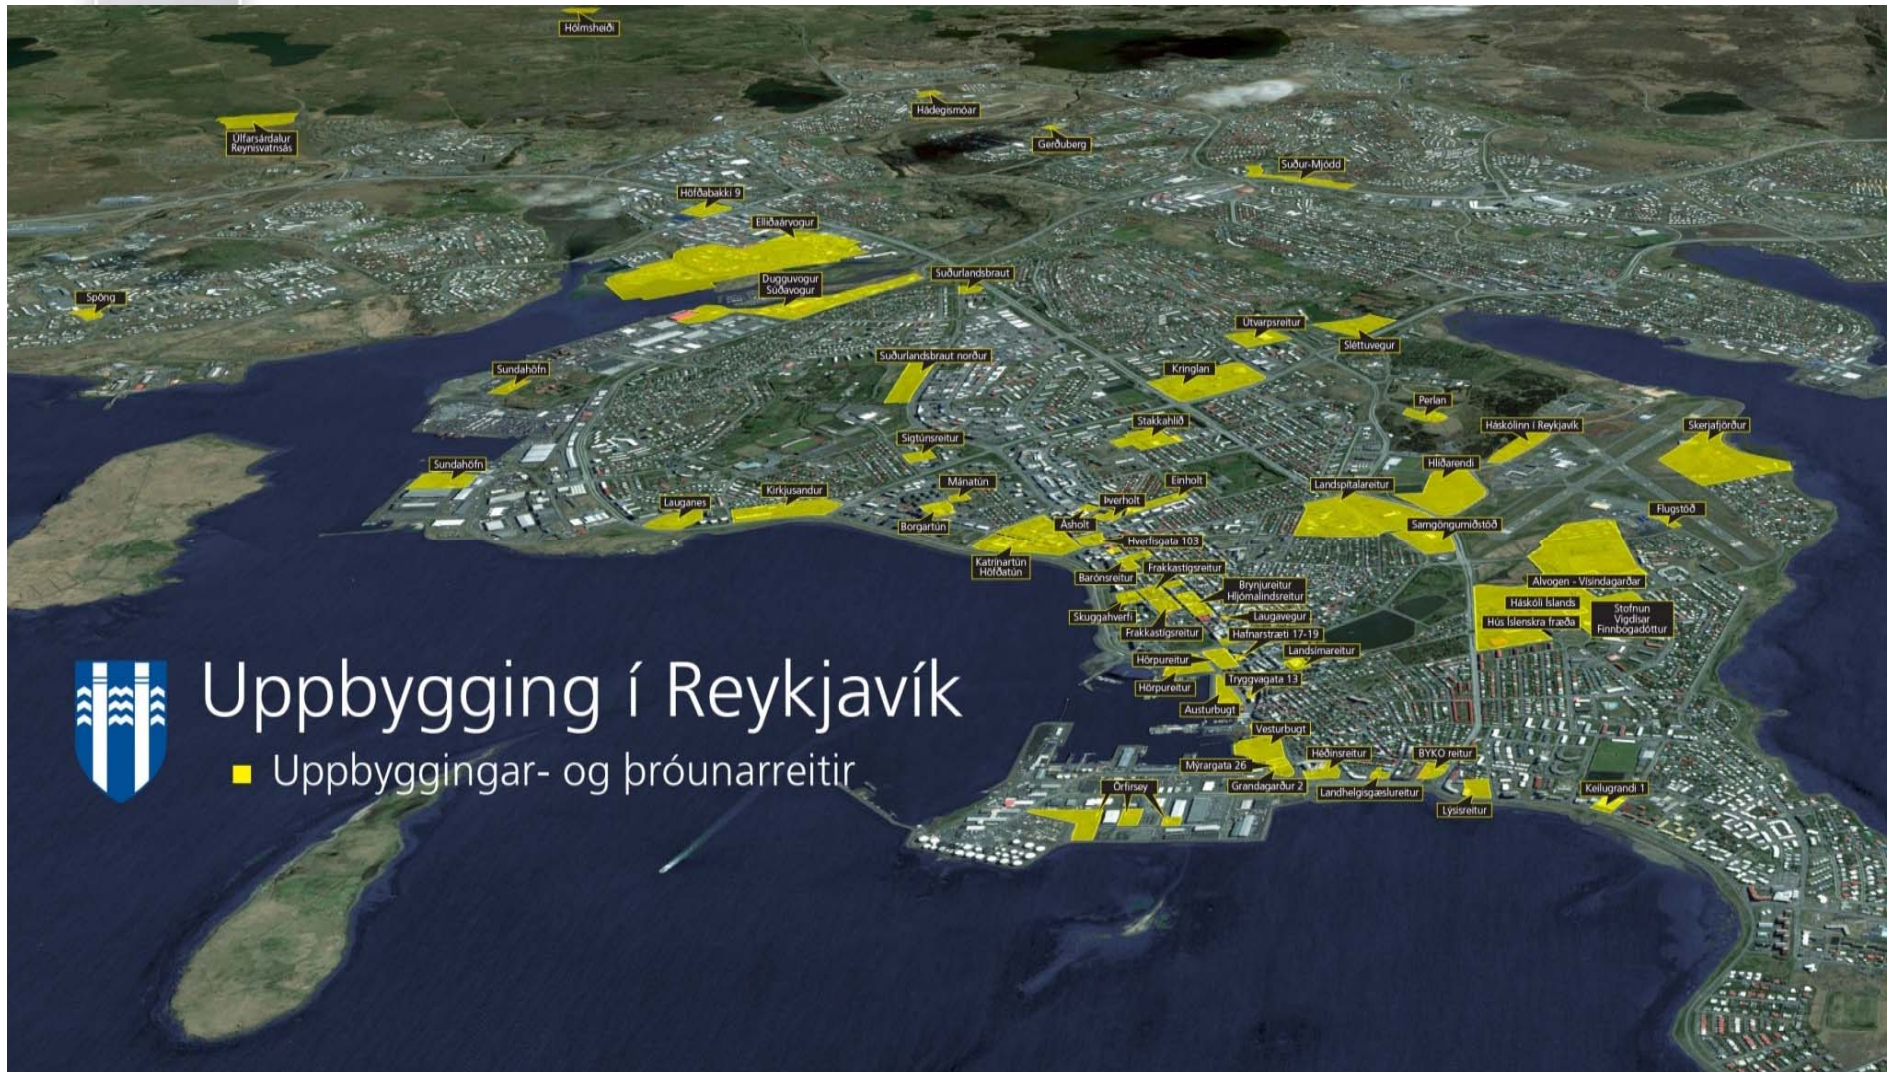 Hólmsheiði
Hádegismóar
Úlfarsárdalur
Reynisvatnsás
Gerðuberg
Suður-Mjódd
Höfðabakki 9
Elliðaárvogur
Suðurlandsbraut
Dugguvogur
Súðavogur
Spöng
Útvarpsreitur
Sléttuvegur
Suðurlandsbraut norður
Sundahöfn
Kringlan
Perlan
Stakkahlíð
Háskólinn í Reykjavík
Skerjafjörður
Sigtúnsreitur
Sundahöfn
Hlíðarendi
Mánatún
Einholt
Landspítalareitur
Kirkjusandur
Lauganes
Þverholt
Flugstöð
Borgartún
Ásholt
Samgöngumiðstöð
Hverfisgata 103
Katrínartún
Höfðatún
Frakkastígsreitur
Barónsreitur
Alvogen - Vísindagarðar
Brynjureitur
Hljómalindsreitur
Háskóli Íslands
Stofnun
Vigdísar
Finnbogadóttur
Skuggahverfi
Laugavegur
Hús íslenskra fræða
Frakkastígsreitur
Hafnarstræti 17-19
Landsímareitur
Hörpureitur
Tryggvagata 13
Hörpureitur
Austurbugt
Uppbygging í Reykjavík
Uppbyggingar- og þróunarreitir
Vesturbugt
Héðinsreitur
BYKO reitur
Mýrargata 26
Grandagarður 2
Örfirisey
Landhelgisgæslureitur
Keilugrandi 1
Lýsisreitur